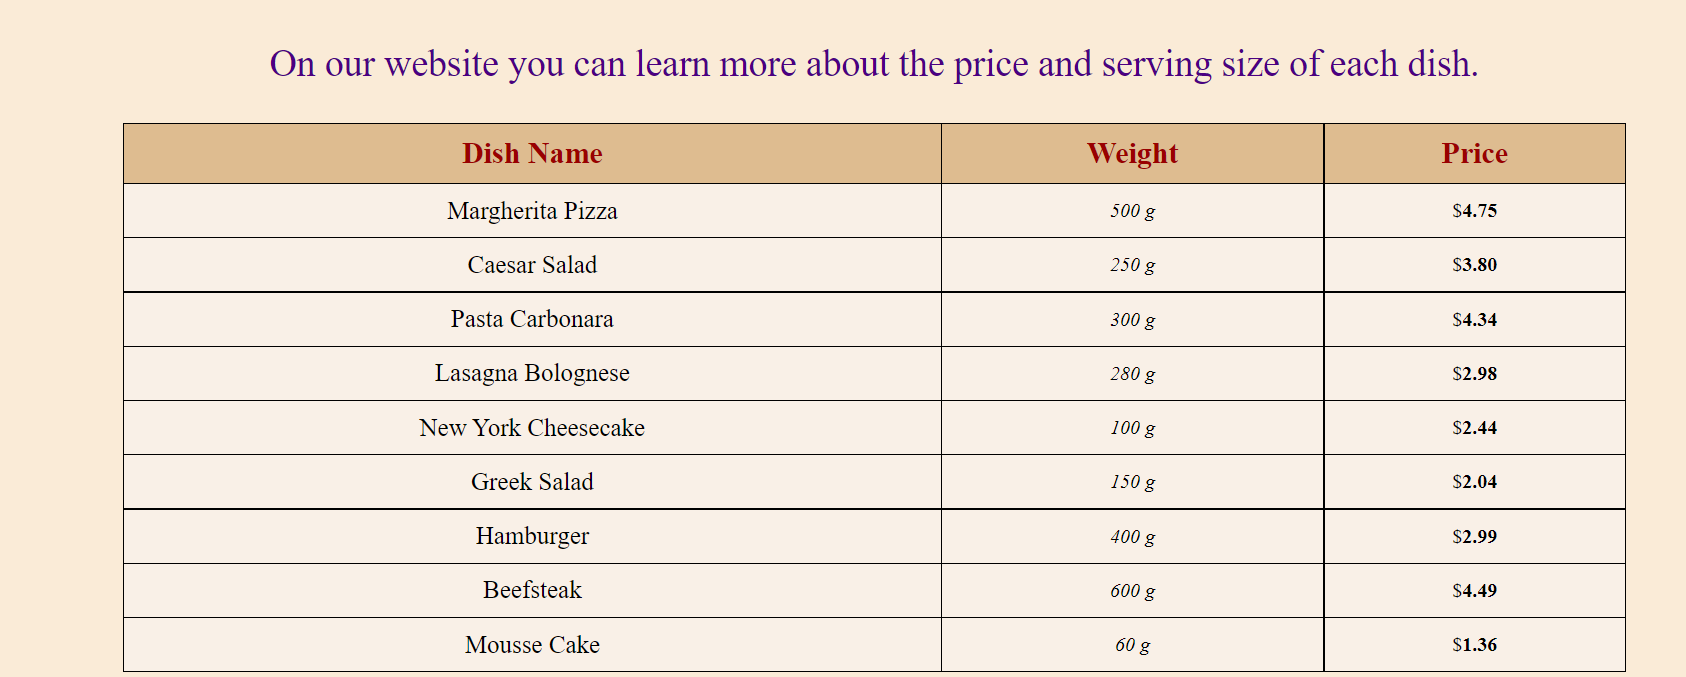 On our website you can learn more about the price and serving size of each dish.
Dish Name Weight Price
Margherita Pizza 500 g $4.75
Caesar Salad 250 g $3.80
Pasta Carbonara 300 g $4.34
Lasagna Bolognese 280 g $2.98
New York Cheesecake 100 g $2.44
Greek Salad 150 g $2.04
Hamburger 400 g $2.99
Beefsteak 600 g $4.49
Mousse Cake 60 g $1.36